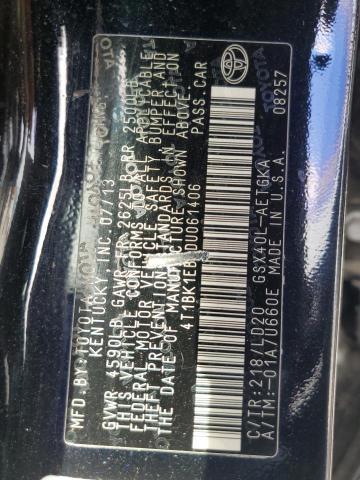 MFD. BY: TOYOTA MOTOR MANUFACTURING
KENTUCKY, INC. 07/13
GVWR 4590LB GAWR FR 2625LB RR 2500LB
THIS VEHICLE CONFORMS TO ALL APPLICABLE
FEDERAL MOTOR VEHICLE SAFETY, BUMPER, AND
THEFT PREVENTION STANDARDS IN EFFECT ON
THE DATE OF MANUFACTURE SHOWN ABOVE.
PASS. CAR
C/TR: 218/LD20 GSX40L-AETGKA
A/TM: -01A/U660E MADE IN U.S.A.
08257
TOYOTA